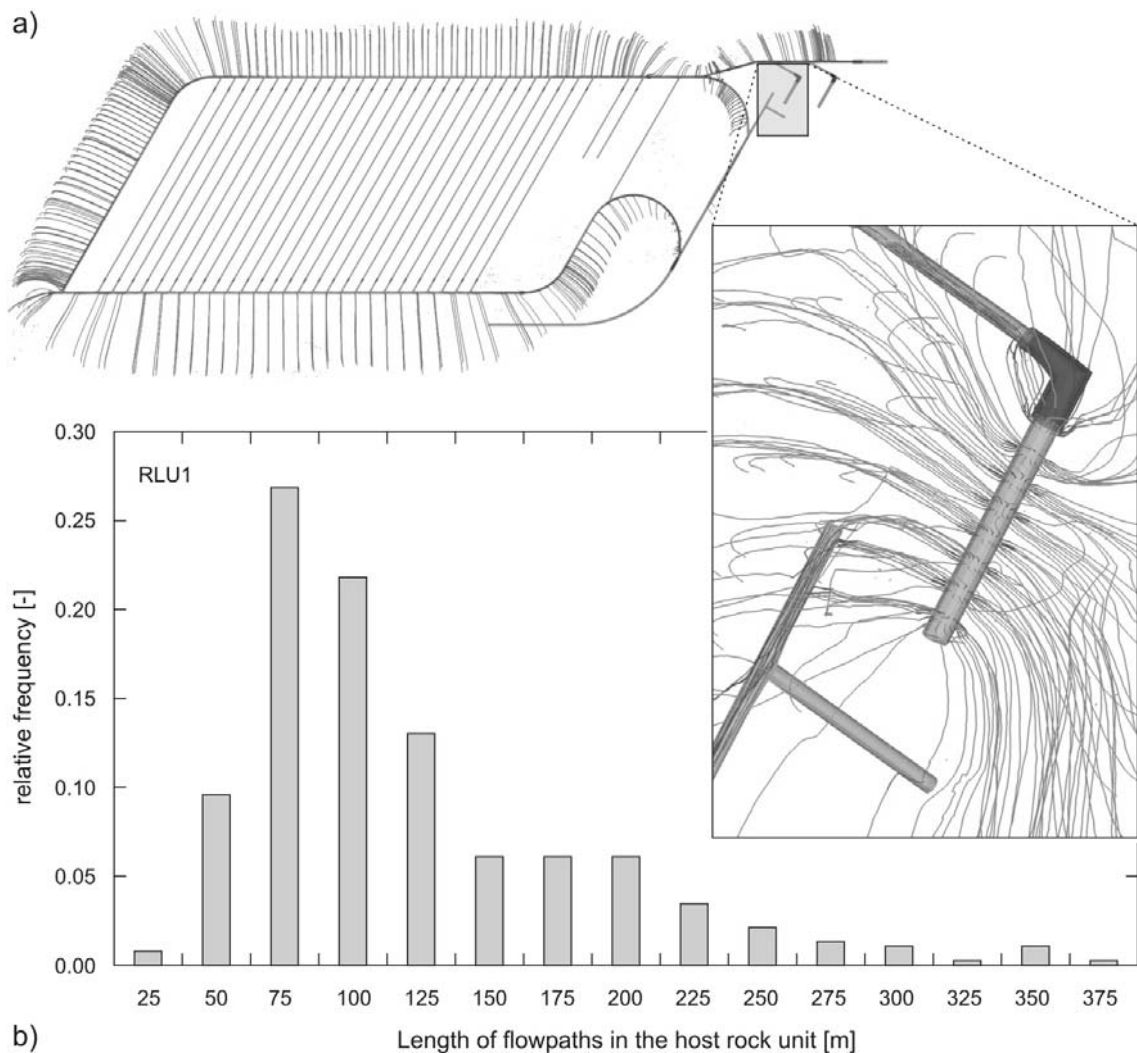 a)
0.30
RLU1
0.25
0.20
0.15
0.10
0.05
0.00
relative frequency [-]
25 50 75 100 125 150 175 200 225 250 275 300 325 350 375
b) Length of flowpaths in the host rock unit [m]